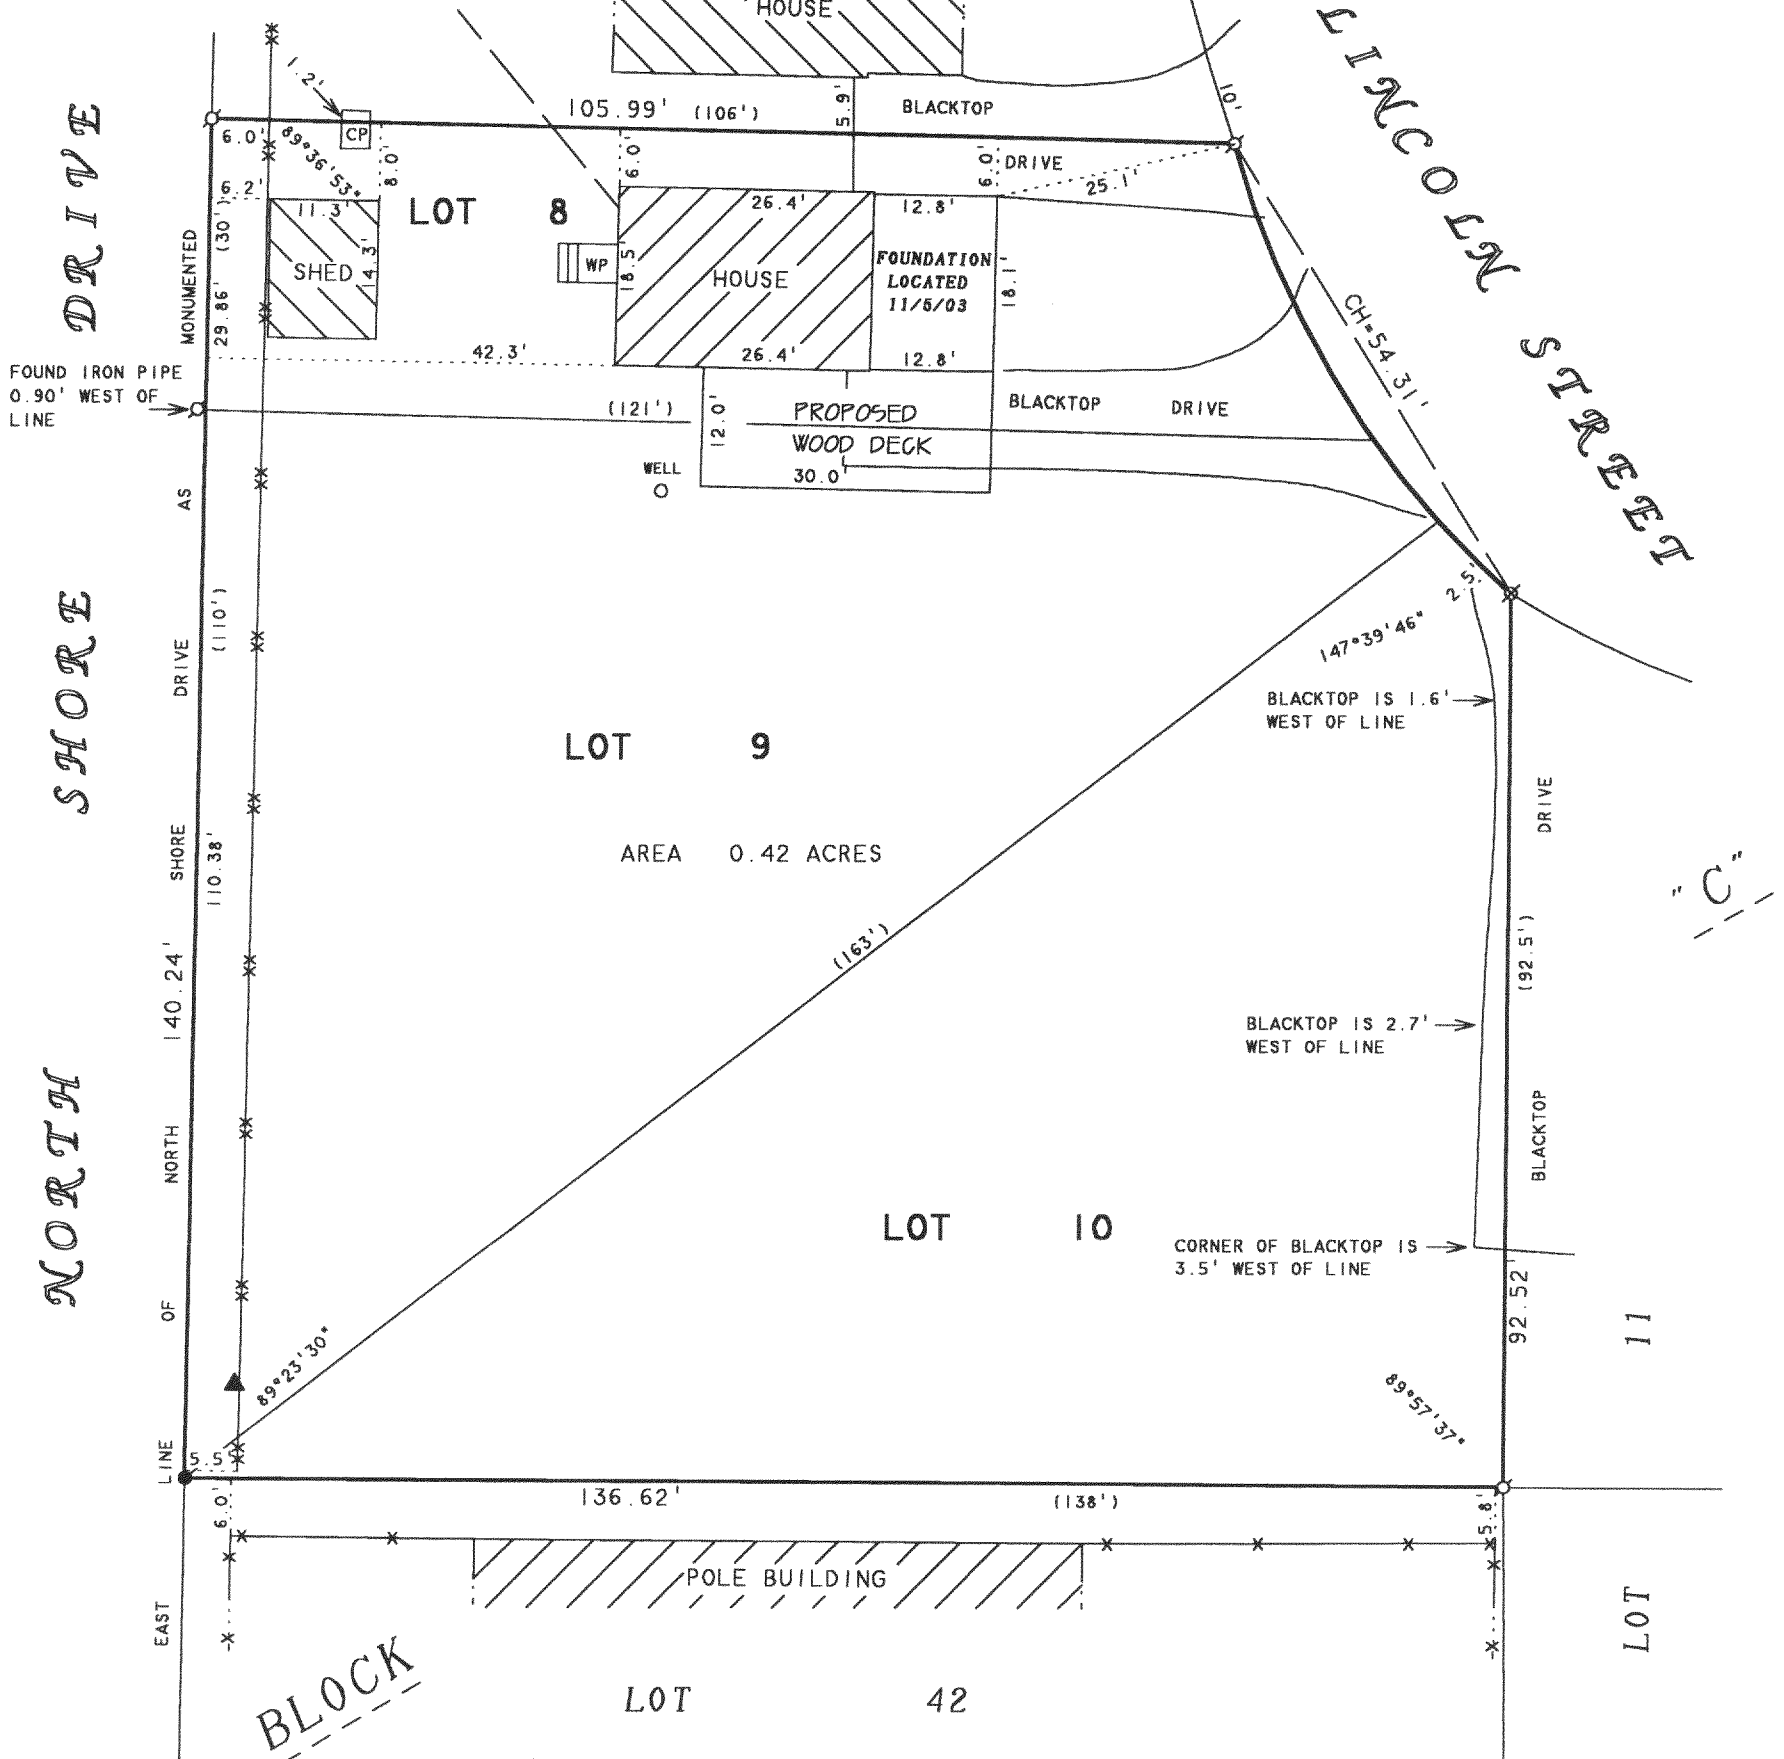 HOUSE
LINCOLN STREET
10'
1.2'
CP
105.99' (106')
5.9'
BLACKTOP
DRIVE
6.0'
89°36'53"
8.0'
6.0'
6.0'
25.1'
6.2'
11.3'
LOT 8
26.4'
12.8'
MONUMENTED
(30')
29.86'
SHED
14.3'
WP
18.5'
HOUSE
FOUNDATION
LOCATED
11/5/03
18.1'
CH=54.31'
42.3'
26.4'
12.8'
FOUND IRON PIPE
0.90' WEST OF
LINE
(121')
12.0'
PROPOSED
WOOD DECK
30.0'
BLACKTOP DRIVE
WELL
2.5'
147°39'46"
BLACKTOP IS 1.6'
WEST OF LINE
NORTH SHORE DRIVE
EAST LINE OF NORTH SHORE DRIVE AS
140.24'
(110')
110.38'
LOT 9
AREA 0.42 ACRES
(163')
"C"
(92.5')
BLACKTOP DRIVE
BLACKTOP IS 2.7'
WEST OF LINE
LOT 10
CORNER OF BLACKTOP IS
3.5' WEST OF LINE
92.52'
89°23'30"
89°57'37"
LOT 11
5.5'
6.0'
136.62' (138')
5.8'
POLE BUILDING
BLOCK
LOT 42